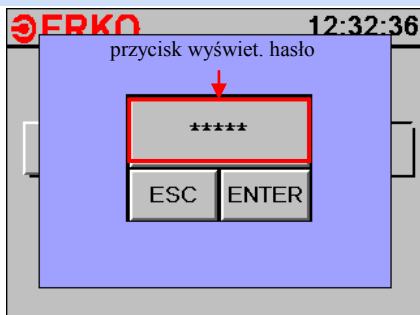 ERKO 12:32:36
przycisk wyświet. hasło
*****
ESC ENTER